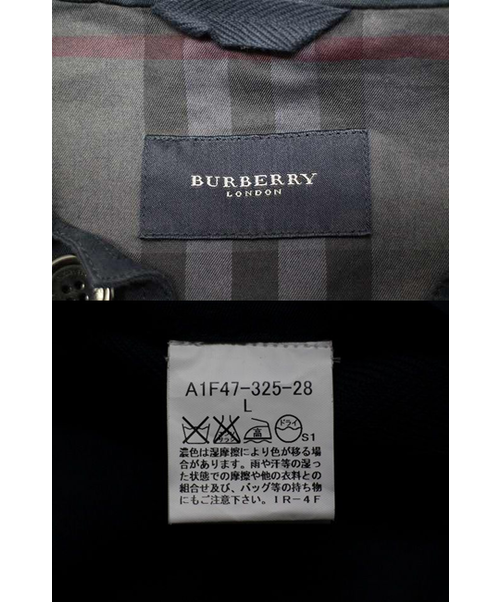 BURBERRY
LONDON
A1F47-325-28
L
高
ドライ
S1
濃色は湿摩擦により色が移る場
合があります。雨や汗等の湿っ
た状態での摩擦や他の衣料との
組合せ及び、バッグ等の持ち物
にもご注意下さい。1R-4F